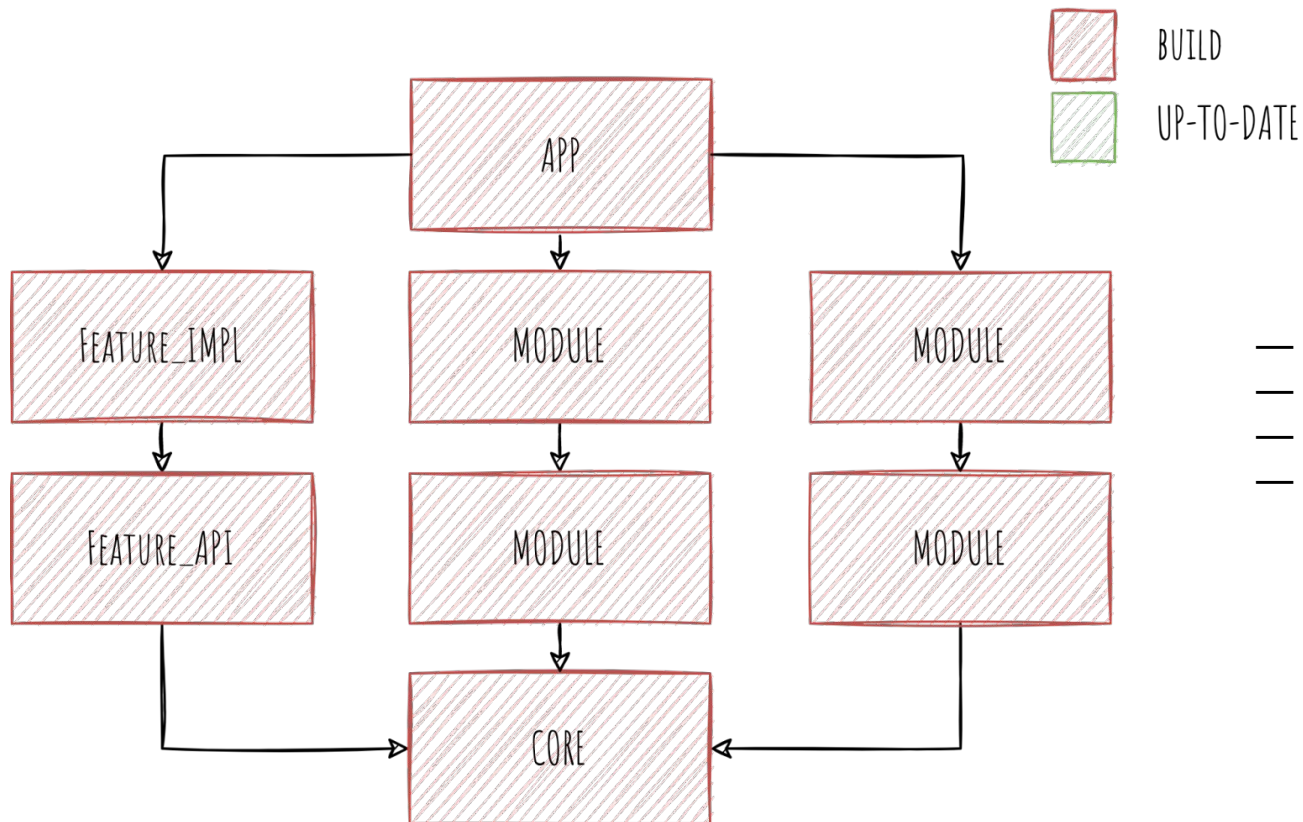 BUILD
UP-TO-DATE
APP
FEATURE_IMPL
MODULE
MODULE
FEATURE_API
MODULE
MODULE
CORE